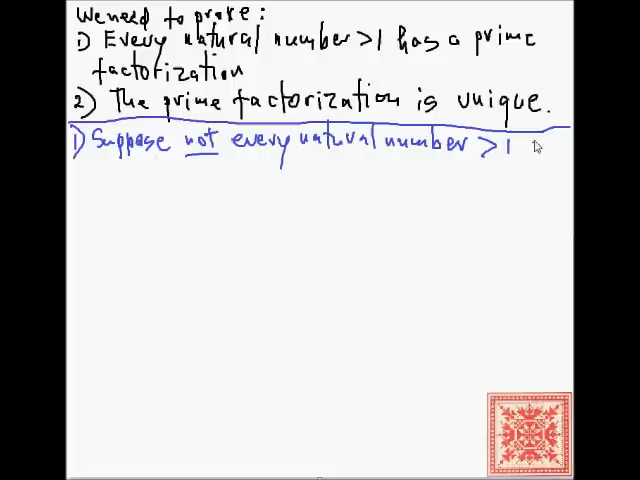 We need to prove:
1) Every natural number >1 has a prime
factorization
2) The prime factorization is unique.
1) Suppose not every natural number >1